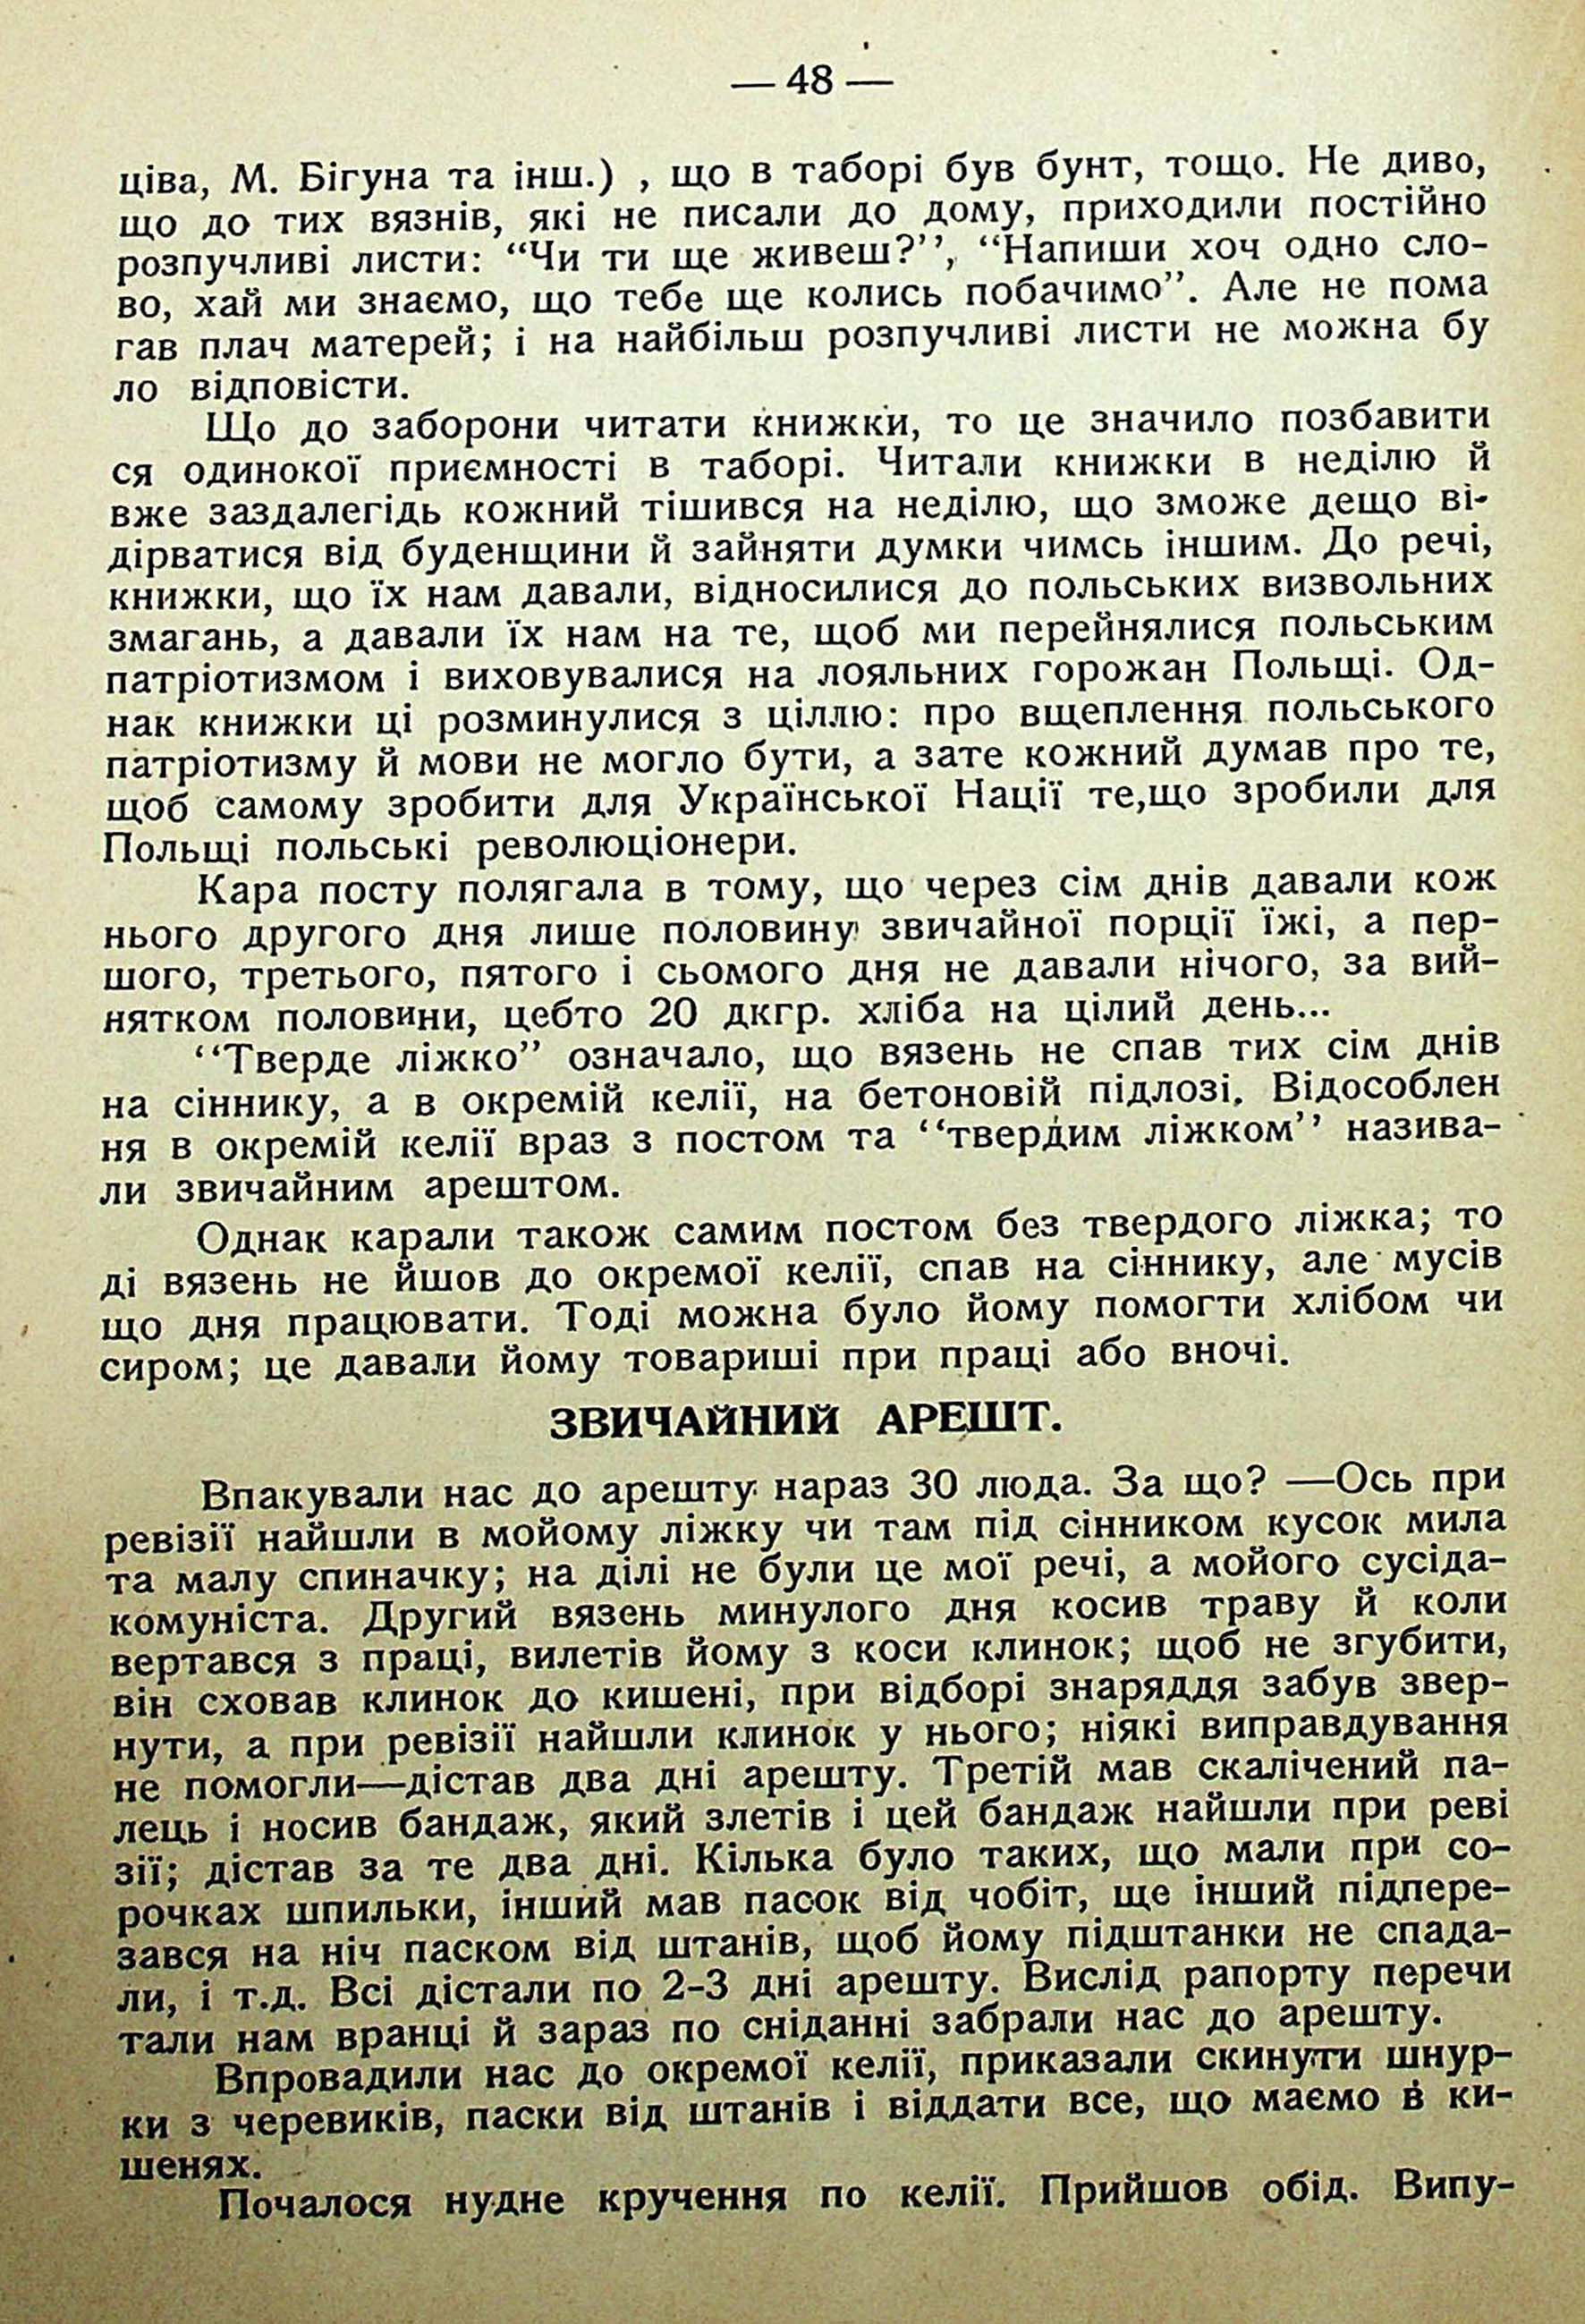 — 48 —
ціва, М. Бігуна та інш.) , що в таборі був бунт, тощо. Не диво,
що до тих вязнів, які не писали до дому, приходили постійно
розпучливі листи: “Чи ти ще живеш?’’, “Напиши хоч одно сло-
во, хай ми знаємо, що тебе ще колись побачимо”. Але не пома
гав плач матерей; і на найбільш розпучливі листи не можна бу
ло відповісти.
Що до заборони читати книжки, то це значило позбавити
ся одинокої приємності в таборі. Читали книжки в неділю й
вже заздалегідь кожний тішився на неділю, що зможе дещо ві-
дірватися від буденщини й зайняти думки чимсь іншим. До речі,
книжки, що їх нам давали, відносилися до польських визвольних
змагань, а давали їх нам на те, щоб ми перейнялися польським
патріотизмом і виховувалися на лояльних горожан Польщі. Од-
нак книжки ці розминулися з ціллю: про вщеплення польського
патріотизму й мови не могло бути, а зате кожний думав про те,
щоб самому зробити для Української Нації те,що зробили для
Польщі польські революціонери.
Кара посту полягала в тому, що через сім днів давали кож
нього другого дня лише половину звичайної порції їжі, а пер-
шого, третього, пятого і сьомого дня не давали нічого, за вий-
нятком половини, цебто 20 дкгр. хліба на цілий день...
‘‘Тверде ліжко” означало, що вязень не спав тих сім днів
на сіннику, а в окремій келії, на бетоновій підлозі. Відособлен
ня в окремій келії враз з постом та ‘‘твердим ліжком’’ назива-
ли звичайним арештом.
Однак карали також самим постом без твердого ліжка; то
ді вязень не йшов до окремої келії, спав на сіннику, але мусів
що дня працювати. Тоді можна було йому помогти хлібом чи
сиром; це давали йому товариші при праці або вночі.
ЗВИЧАЙНИЙ АРЕШТ.
Впакували нас до арешту нараз 30 люда. За що? —Ось при
ревізії найшли в мойому ліжку чи там під сінником кусок мила
та малу спиначку; на ділі не були це мої речі, а мойого сусіда-
комуніста. Другий вязень минулого дня косив траву й коли
вертався з праці, вилетів йому з коси клинок; щоб не згубити,
він сховав клинок до кишені, при відборі знаряддя забув звер-
нути, а при ревізії найшли клинок у нього; ніякі виправдування
не помогли—дістав два дні арешту. Третій мав скалічений па-
лець і носив бандаж, який злетів і цей бандаж найшли при реві
зії; дістав за те два дні. Кілька було таких, що мали при со-
рочках шпильки, інший мав пасок від чобіт, ще інший підпере-
зався на ніч паском від штанів, щоб йому підштанки не спада-
ли, і т.д. Всі дістали по 2-3 дні арешту. Вислід рапорту перечи
тали нам вранці й зараз по сніданні забрали нас до арешту.
Впровадили нас до окремої келії, приказали скинути шнур-
ки з черевиків, паски від штанів і віддати все, що маємо в ки-
шенях.
Почалося нудне кручення по келії. Прийшов обід. Випу-